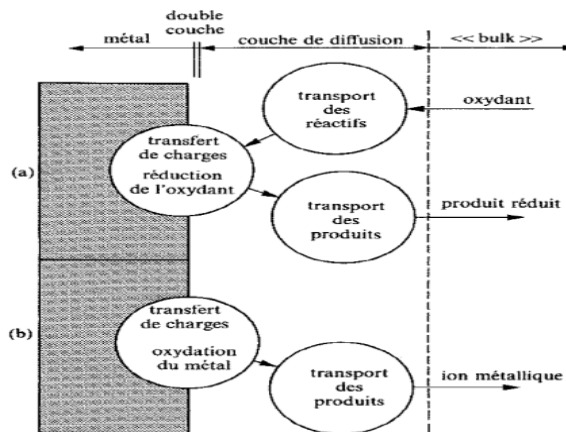 double
couche
métal
couche de diffusion
<< bulk >>
(a)
transport
des
réactifs
oxydant
transfert
de charges
réduction
de l'oxydant
transport
des
produits
produit réduit
(b)
transfert
de charges
oxydation
du métal
transport
des
produits
ion métallique